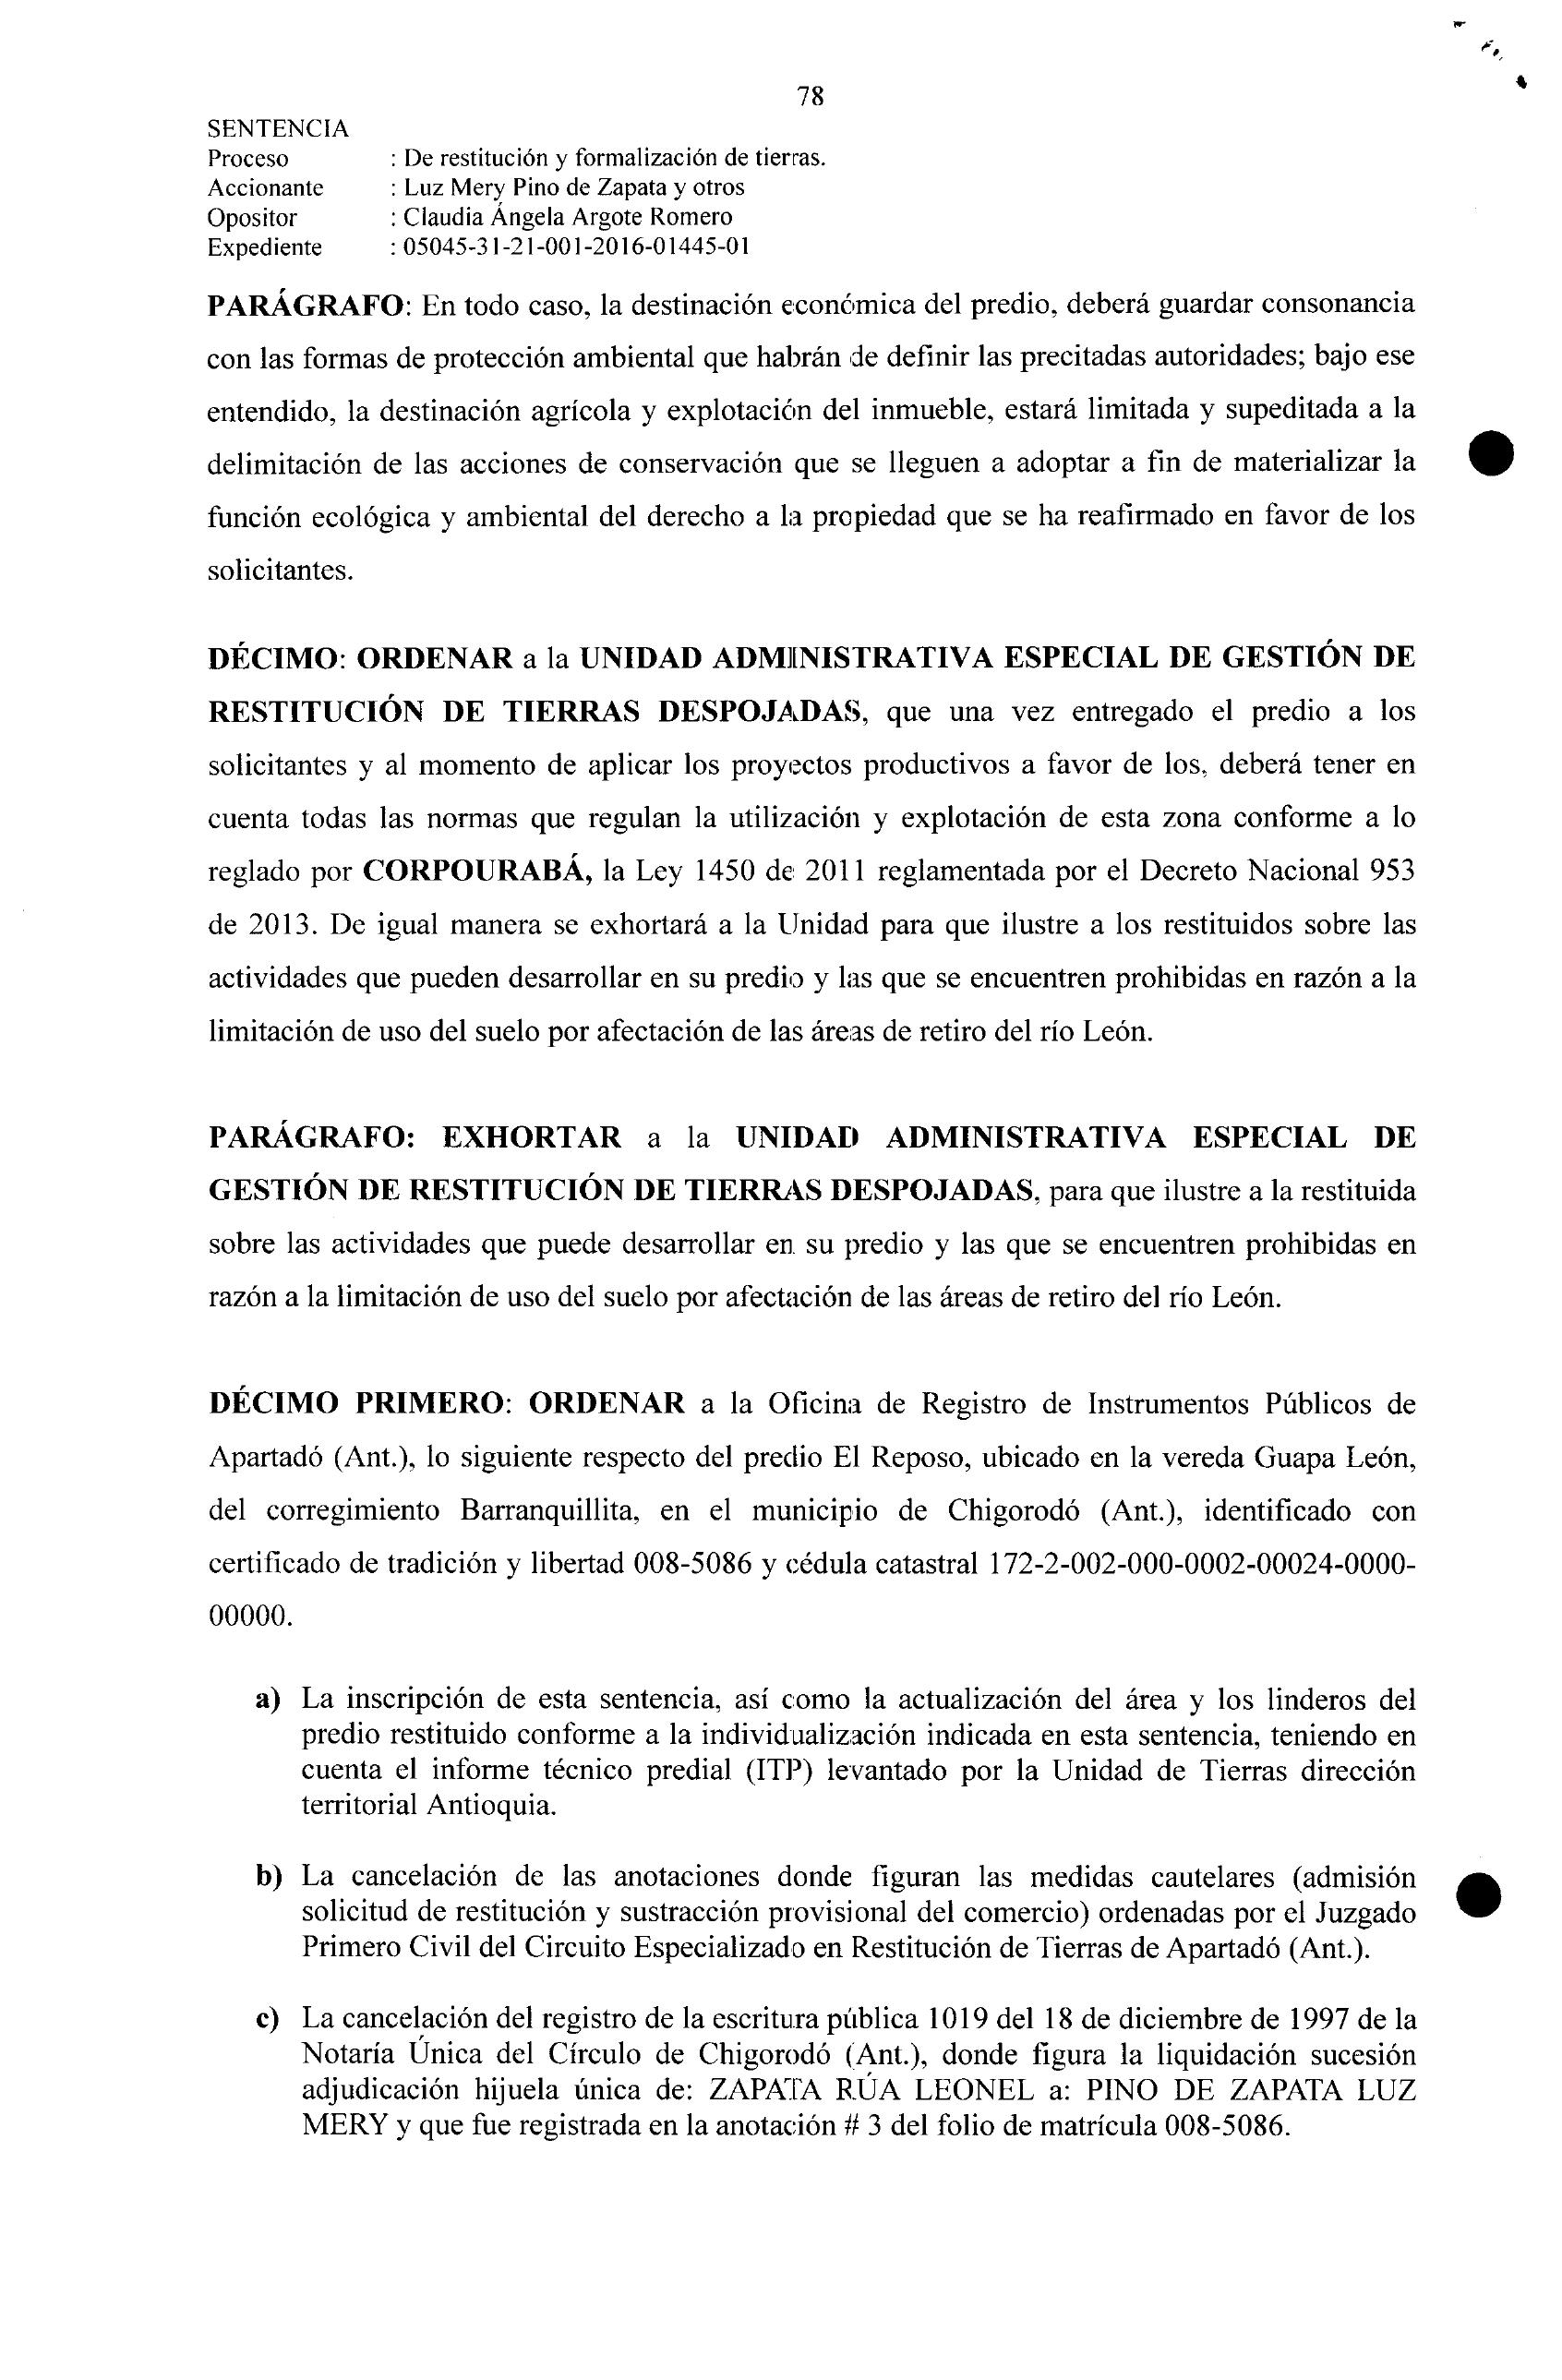 78
SENTENCIA
Proceso : De restitución y formalización de tierras.
Accionante : Luz Mery Pino de Zapata y otros
Opositor : Claudia Ángela Argote Romero
Expediente : 05045-31-21-001-2016-01445-01
PARÁGRAFO: En todo caso, la destinación económica del predio, deberá guardar consonancia
con las formas de protección ambiental que habrán de definir las precitadas autoridades; bajo ese
entendido, la destinación agrícola y explotación del inmueble, estará limitada y supeditada a la
delimitación de las acciones de conservación que se lleguen a adoptar a fin de materializar la
función ecológica y ambiental del derecho a la propiedad que se ha reafirmado en favor de los
solicitantes.
DÉCIMO: ORDENAR a la UNIDAD ADMINISTRATIVA ESPECIAL DE GESTIÓN DE
RESTITUCIÓN DE TIERRAS DESPOJADAS, que una vez entregado el predio a los
solicitantes y al momento de aplicar los proyectos productivos a favor de los, deberá tener en
cuenta todas las normas que regulan la utilización y explotación de esta zona conforme a lo
reglado por CORPOURABÁ, la Ley 1450 de 2011 reglamentada por el Decreto Nacional 953
de 2013. De igual manera se exhortará a la Unidad para que ilustre a los restituidos sobre las
actividades que pueden desarrollar en su predio y las que se encuentren prohibidas en razón a la
limitación de uso del suelo por afectación de las áreas de retiro del río León.
PARÁGRAFO: EXHORTAR a la UNIDAD ADMINISTRATIVA ESPECIAL DE
GESTIÓN DE RESTITUCIÓN DE TIERRAS DESPOJADAS, para que ilustre a la restituida
sobre las actividades que puede desarrollar en su predio y las que se encuentren prohibidas en
razón a la limitación de uso del suelo por afectación de las áreas de retiro del río León.
DÉCIMO PRIMERO: ORDENAR a la Oficina de Registro de Instrumentos Públicos de
Apartadó (Ant.), lo siguiente respecto del predio El Reposo, ubicado en la vereda Guapa León,
del corregimiento Barranquillita, en el municipio de Chigorodó (Ant.), identificado con
certificado de tradición y libertad 008-5086 y cédula catastral 172-2-002-000-0002-00024-0000-
00000.
a) La inscripción de esta sentencia, así como la actualización del área y los linderos del
predio restituido conforme a la individualización indicada en esta sentencia, teniendo en
cuenta el informe técnico predial (ITP) levantado por la Unidad de Tierras dirección
territorial Antioquia.
b) La cancelación de las anotaciones donde figuran las medidas cautelares (admisión
solicitud de restitución y sustracción provisional del comercio) ordenadas por el Juzgado
Primero Civil del Circuito Especializado en Restitución de Tierras de Apartadó (Ant.).
c) La cancelación del registro de la escritura pública 1019 del 18 de diciembre de 1997 de la
Notaría Única del Círculo de Chigorodó (Ant.), donde figura la liquidación sucesión
adjudicación hijuela única de: ZAPATA RÚA LEONEL a: PINO DE ZAPATA LUZ
MERY y que fue registrada en la anotación # 3 del folio de matrícula 008-5086.